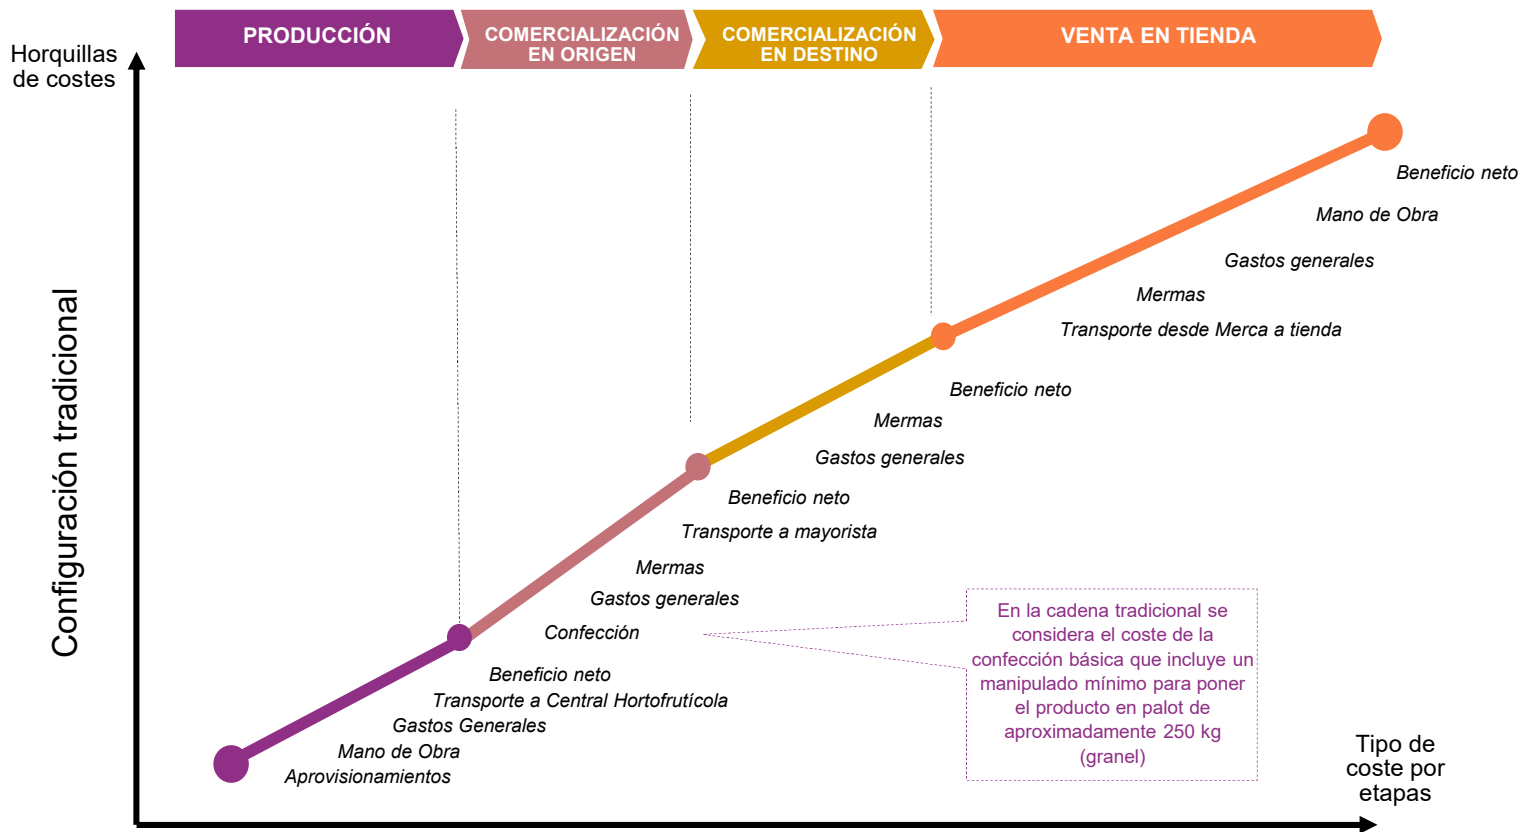 PRODUCCIÓN
COMERCIALIZACIÓN
EN ORIGEN
COMERCIALIZACIÓN
EN DESTINO
VENTA EN TIENDA
Horquillas
de costes
Configuración tradicional
Beneficio neto
Mano de Obra
Gastos generales
Mermas
Transporte desde Merca a tienda
Beneficio neto
Mermas
Gastos generales
Beneficio neto
Transporte a mayorista
Mermas
Gastos generales
Confección
Beneficio neto
Transporte a Central Hortofrutícola
Gastos Generales
Mano de Obra
Aprovisionamientos
En la cadena tradicional se
considera el coste de la
confección básica que incluye un
manipulado mínimo para poner
el producto en palot de
aproximadamente 250 kg
(granel)
Tipo de
coste por
etapas